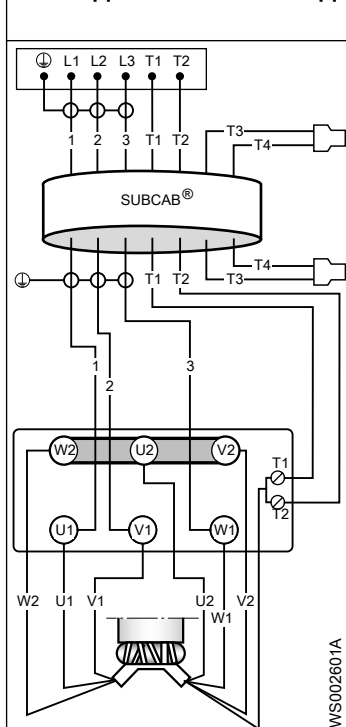 L1 L2 L3 T1 T2
1 2 3 T1 T2 T3
T4
SUBCAB®
T1 T2 T4
T3
1 2 3
W2 U2 V2 T1
T2
U1 V1 W1
W2 U1 V1 U2 W1 V2
WS002601A